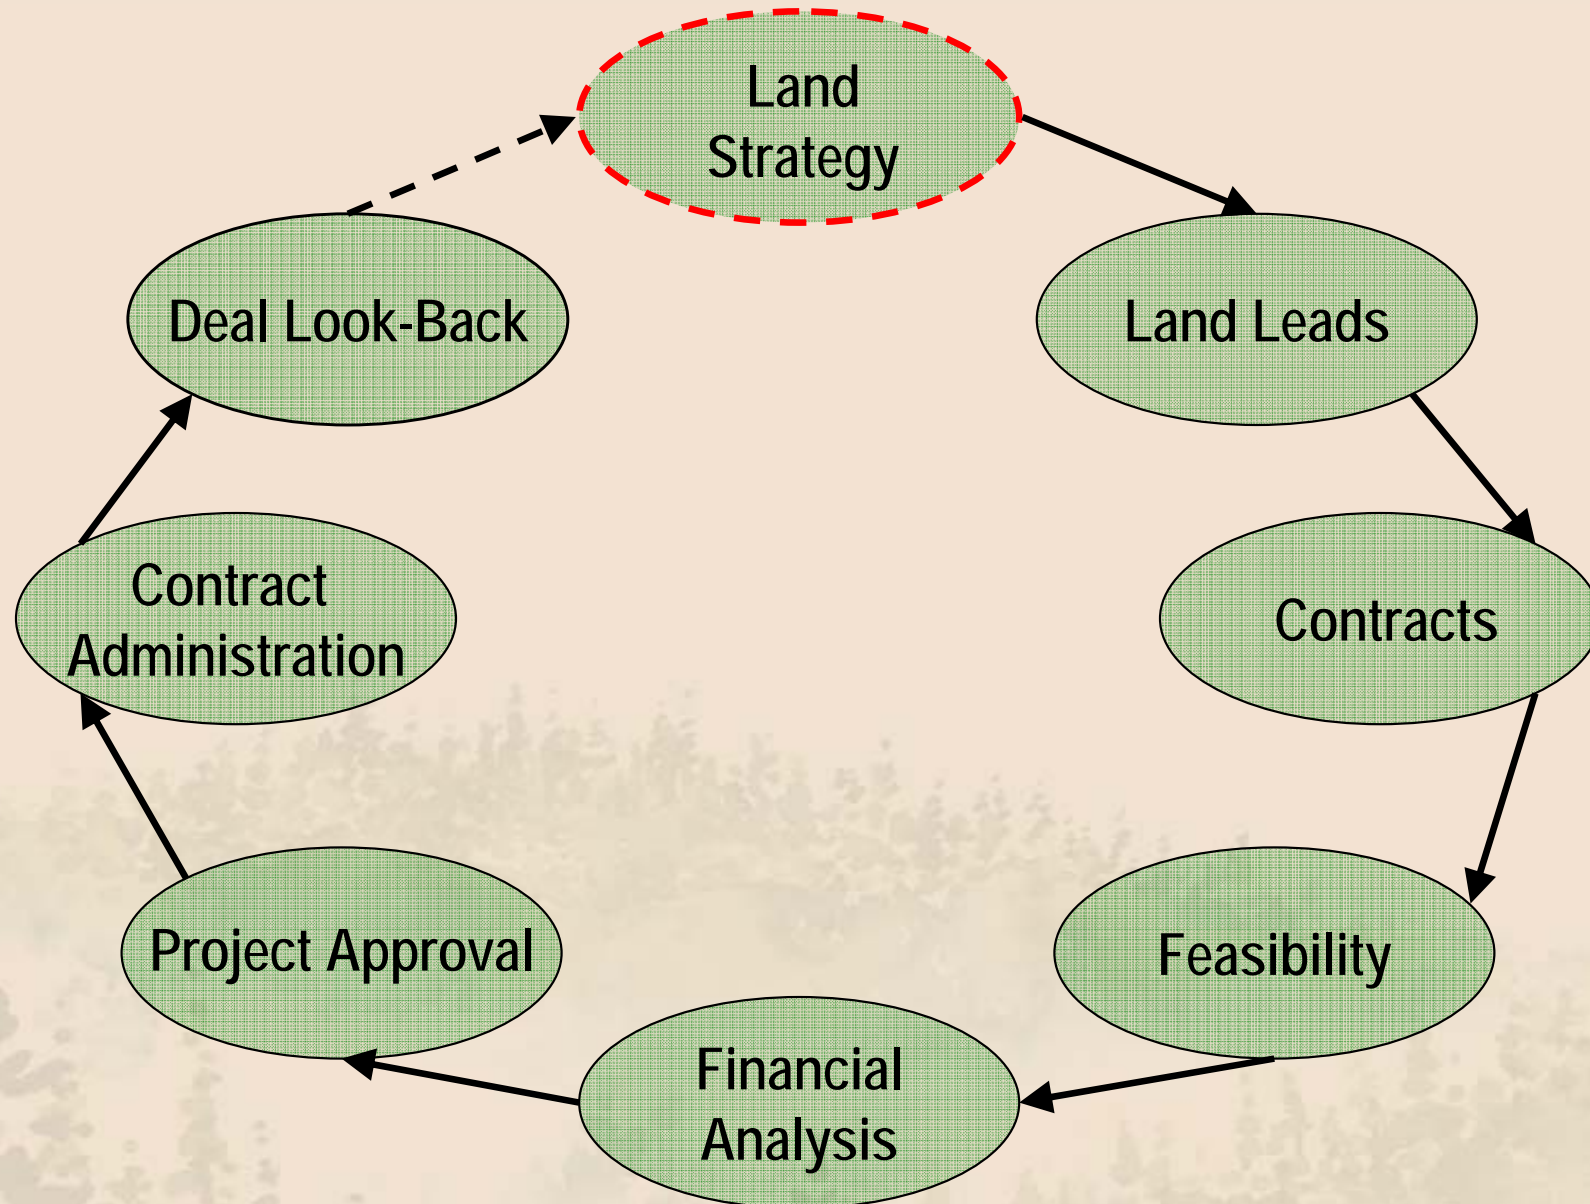 Land
Strategy
Land Leads
Contracts
Feasibility
Financial
Analysis
Project Approval
Contract
Administration
Deal Look-Back